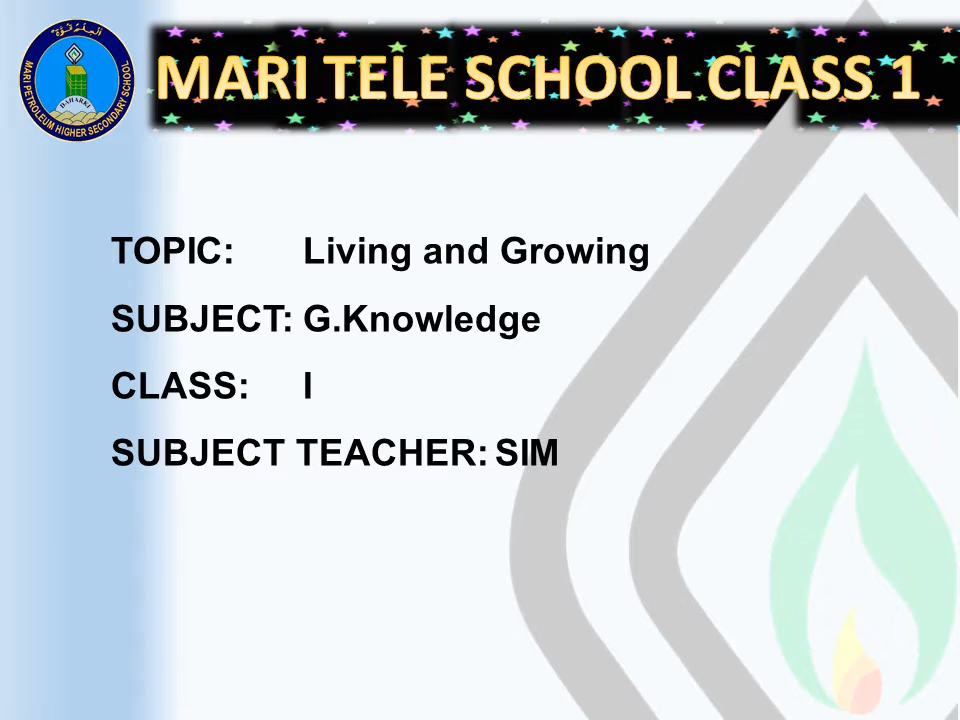 MARI TELE SCHOOL CLASS 1
MARI PETROLEUM HIGHER SECONDARY SCHOOL
DAHARKI
TOPIC: Living and Growing
SUBJECT: G.Knowledge
CLASS: I
SUBJECT TEACHER: SIM